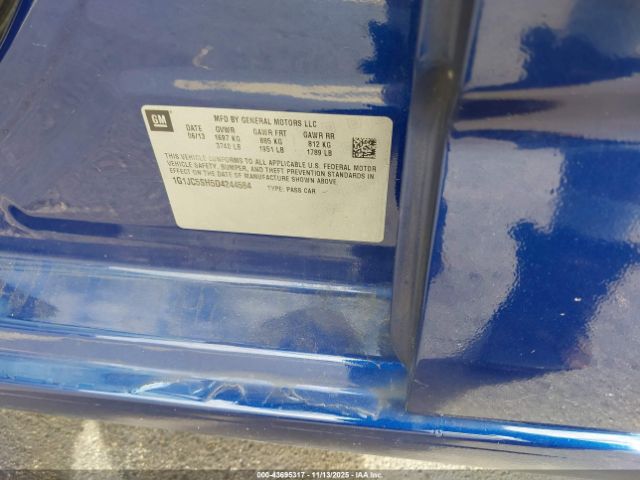 GM
MFD BY GENERAL MOTORS LLC
DATE GVWR GAWR FRT GAWR RR
06/13 1697 KG 885 KG 812 KG
3742 LB 1951 LB 1789 LB
THIS VEHICLE CONFORMS TO ALL APPLICABLE U.S. FEDERAL MOTOR
VEHICLE SAFETY, BUMPER, AND THEFT PREVENTION STANDARDS IN
EFFECT ON THE DATE OF MANUFACTURE SHOWN ABOVE.
1G1JC5SH5D4244584 TYPE: PASS CAR
00-43695317 - 11/13/2025 - IAAI.COM